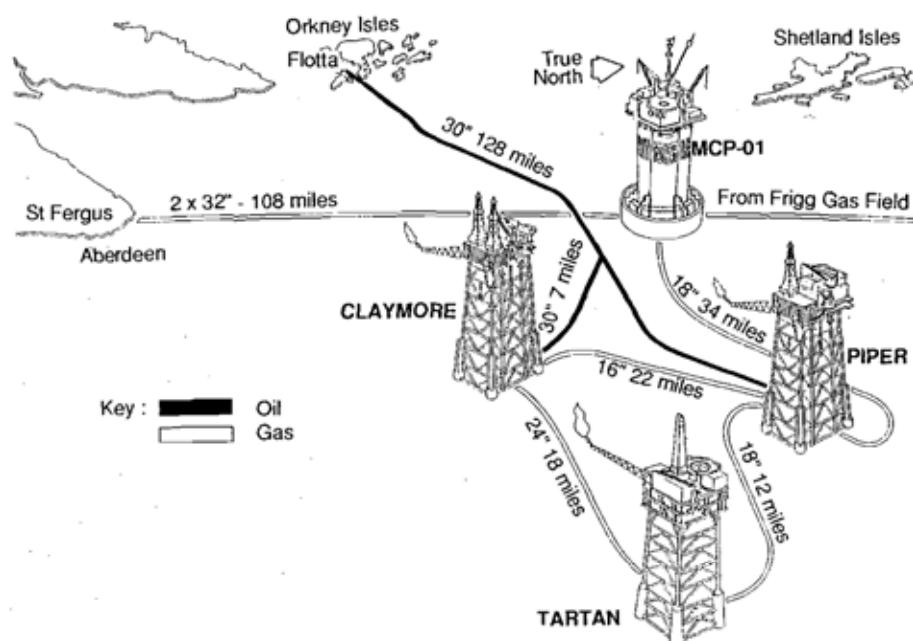 Orkney Isles
Flotta
True
North
Shetland Isles
MCP-01
30" 128 miles
2 x 32" - 108 miles
From Frigg Gas Field
St Fergus
Aberdeen
CLAYMORE
30" 7 miles
18" 34 miles
PIPER
16" 22 miles
Key : Oil
Gas
24" 18 miles
18" 12 miles
TARTAN